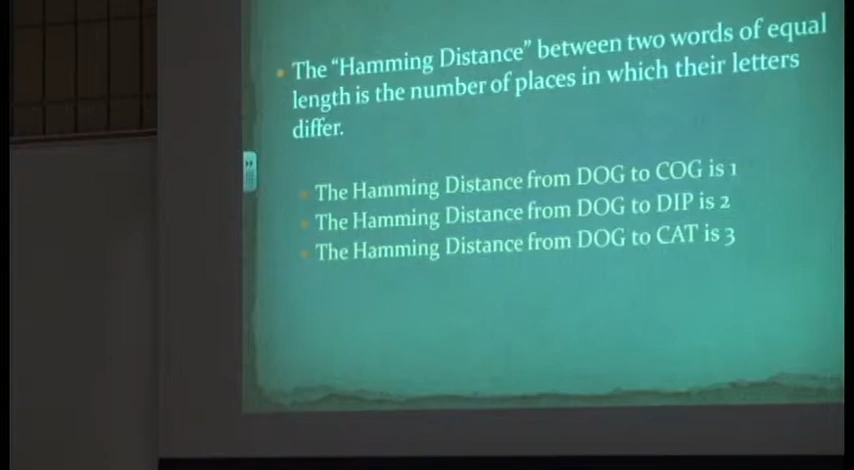 The "Hamming Distance" between two words of equal
length is the number of places in which their letters
differ.
The Hamming Distance from DOG to COG is 1
The Hamming Distance from DOG to DIP is 2
The Hamming Distance from DOG to CAT is 3